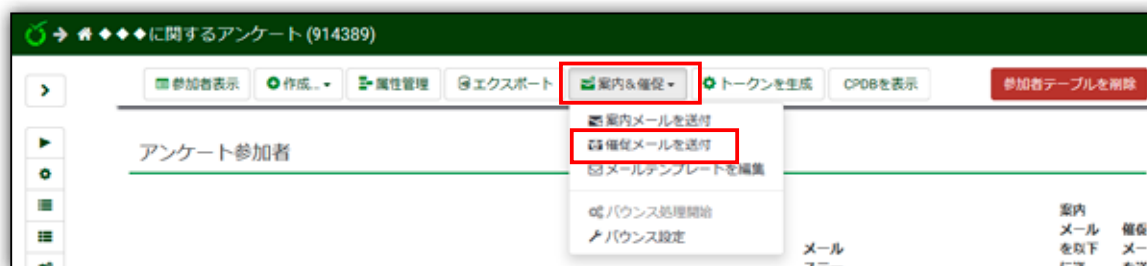 ◆◆◆に関するアンケート (914389)
参加者表示 作成... 属性管理 エクスポート 案内&催促 トークンを生成 CPDBを表示 参加者テーブルを削除
案内メールを送付
催促メールを送付
メールテンプレートを編集
バウンス処理開始
バウンス設定
アンケート参加者
メール
案内
メール
を以下